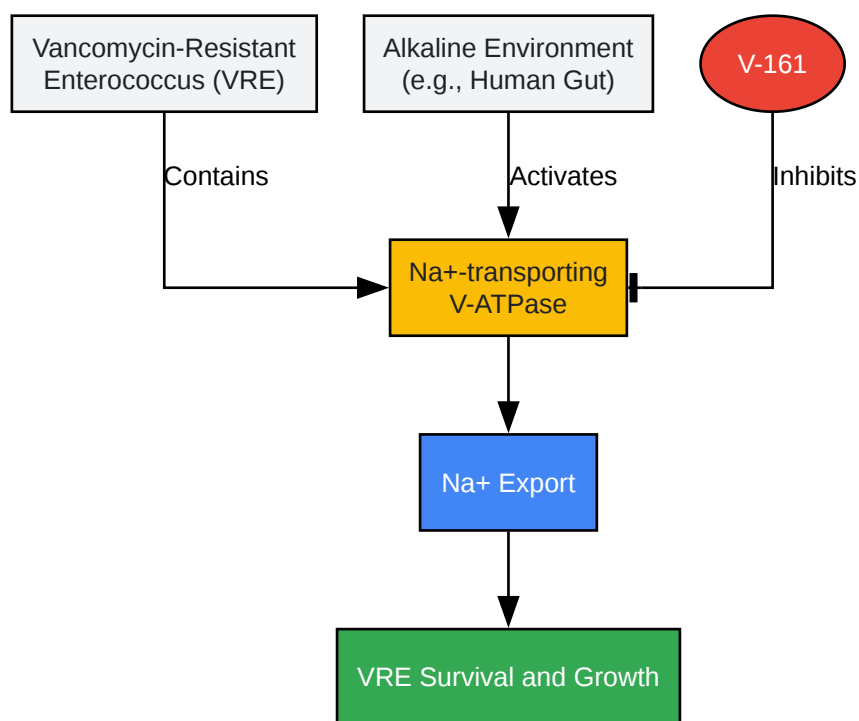 Vancomycin-Resistant
Enterococcus (VRE)
Alkaline Environment
(e.g., Human Gut)
V-161
Contains
Activates
Inhibits
Na+-transporting
V-ATPase
Na+ Export
VRE Survival and Growth